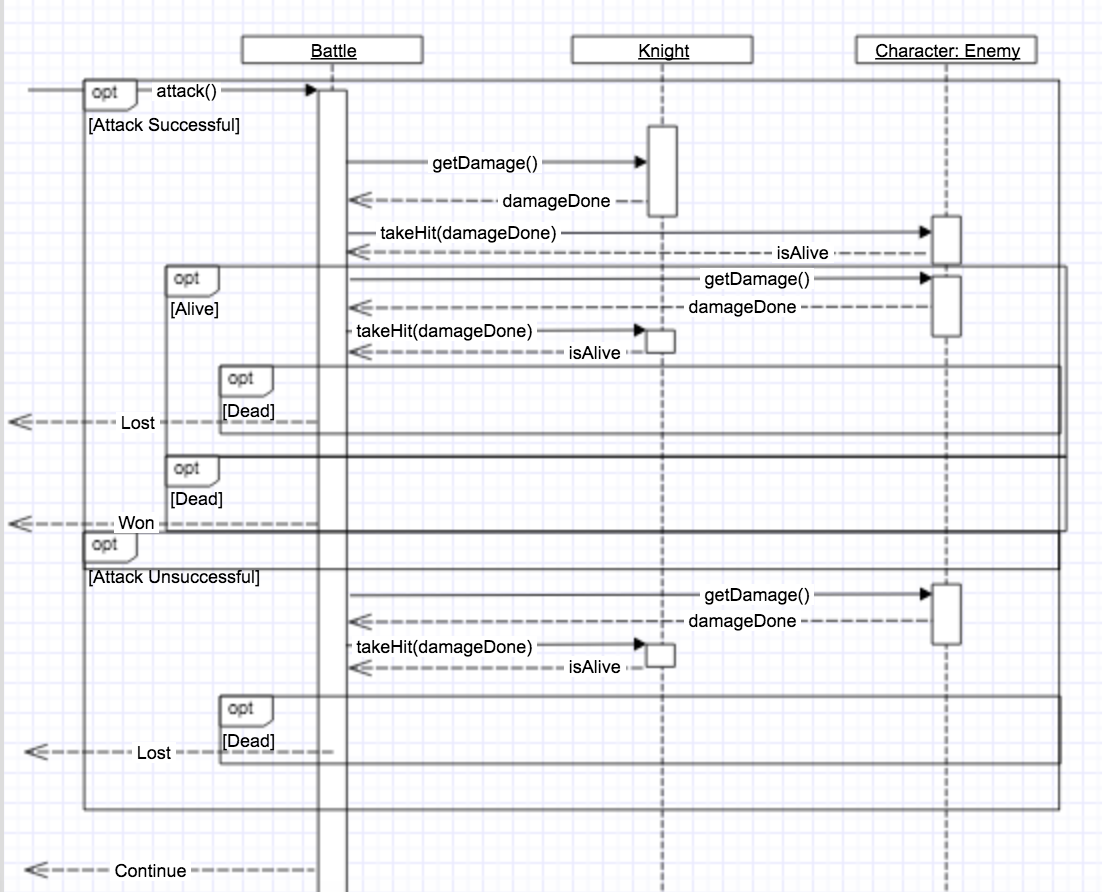 Battle
Knight
Character: Enemy
opt
attack()
[Attack Successful]
getDamage()
damageDone
takeHit(damageDone)
isAlive
opt
getDamage()
[Alive]
damageDone
takeHit(damageDone)
isAlive
opt
[Dead]
Lost
opt
[Dead]
Won
opt
[Attack Unsuccessful]
getDamage()
damageDone
takeHit(damageDone)
isAlive
opt
[Dead]
Lost
Continue